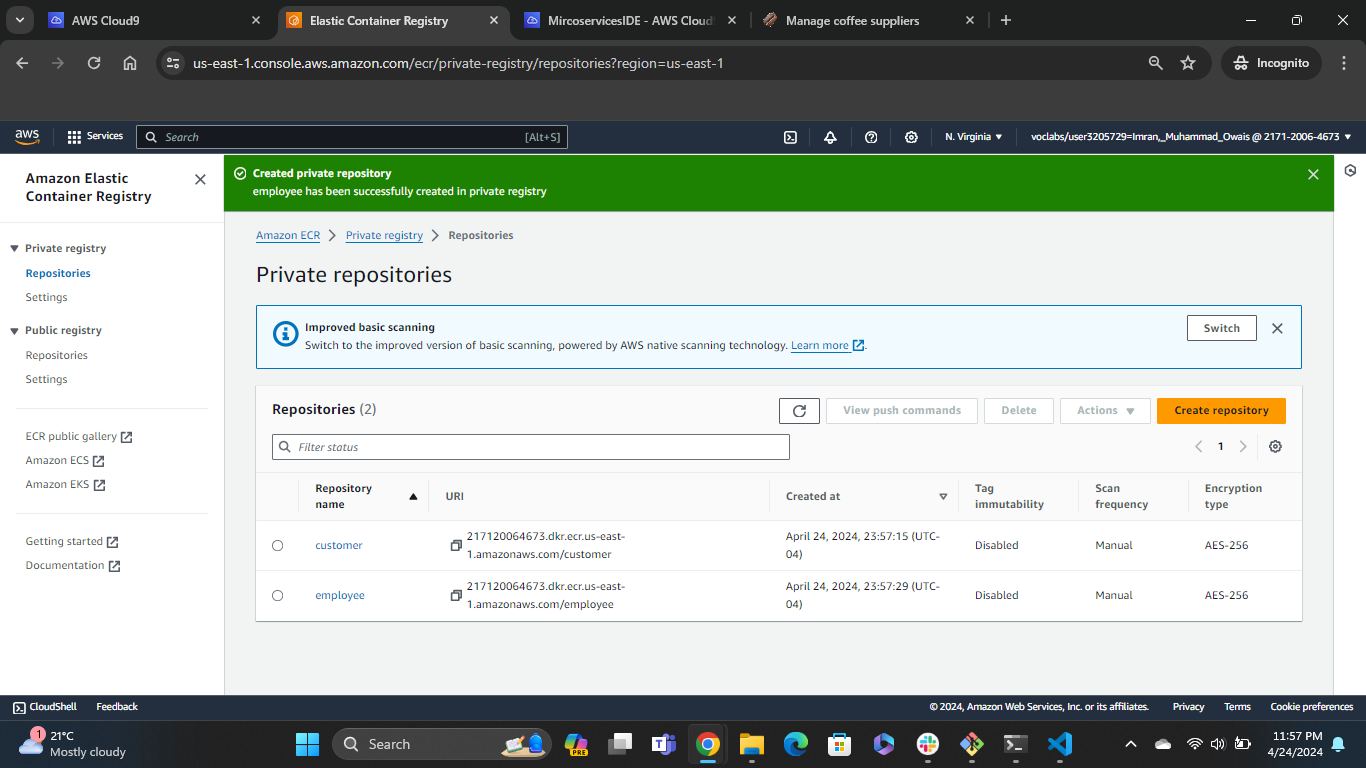 AWS Cloud9
Elastic Container Registry
MircoservicesIDE - AWS Cloud9
Manage coffee suppliers
us-east-1.console.aws.amazon.com/ecr/private-registry/repositories?region=us-east-1
Incognito
aws
Services
Search
[Alt+S]
N. Virginia
voclabs/user3205729=Imran,_Muhammad_Owais @ 2171-2006-4673
Amazon Elastic
Container Registry
Private registry
Repositories
Settings
Public registry
Repositories
Settings
ECR public gallery
Amazon ECS
Amazon EKS
Getting started
Documentation
Created private repository
employee has been successfully created in private registry
Amazon ECR
Private registry
Repositories
Private repositories
Improved basic scanning
Switch to the improved version of basic scanning, powered by AWS native scanning technology. Learn more.
Switch
Repositories (2)
View push commands
Delete
Actions
Create repository
Filter status
1
Repository
name
URI
Created at
Tag
immutability
Scan
frequency
Encryption
type
customer
217120064673.dkr.ecr.us-east-
1.amazonaws.com/customer
April 24, 2024, 23:57:15 (UTC-
04)
Disabled
Manual
AES-256
employee
217120064673.dkr.ecr.us-east-
1.amazonaws.com/employee
April 24, 2024, 23:57:29 (UTC-
04)
Disabled
Manual
AES-256
CloudShell
Feedback
© 2024, Amazon Web Services, Inc. or its affiliates.
Privacy
Terms
Cookie preferences
1
21°C
Mostly cloudy
Search
PRE
11:57 PM
4/24/2024